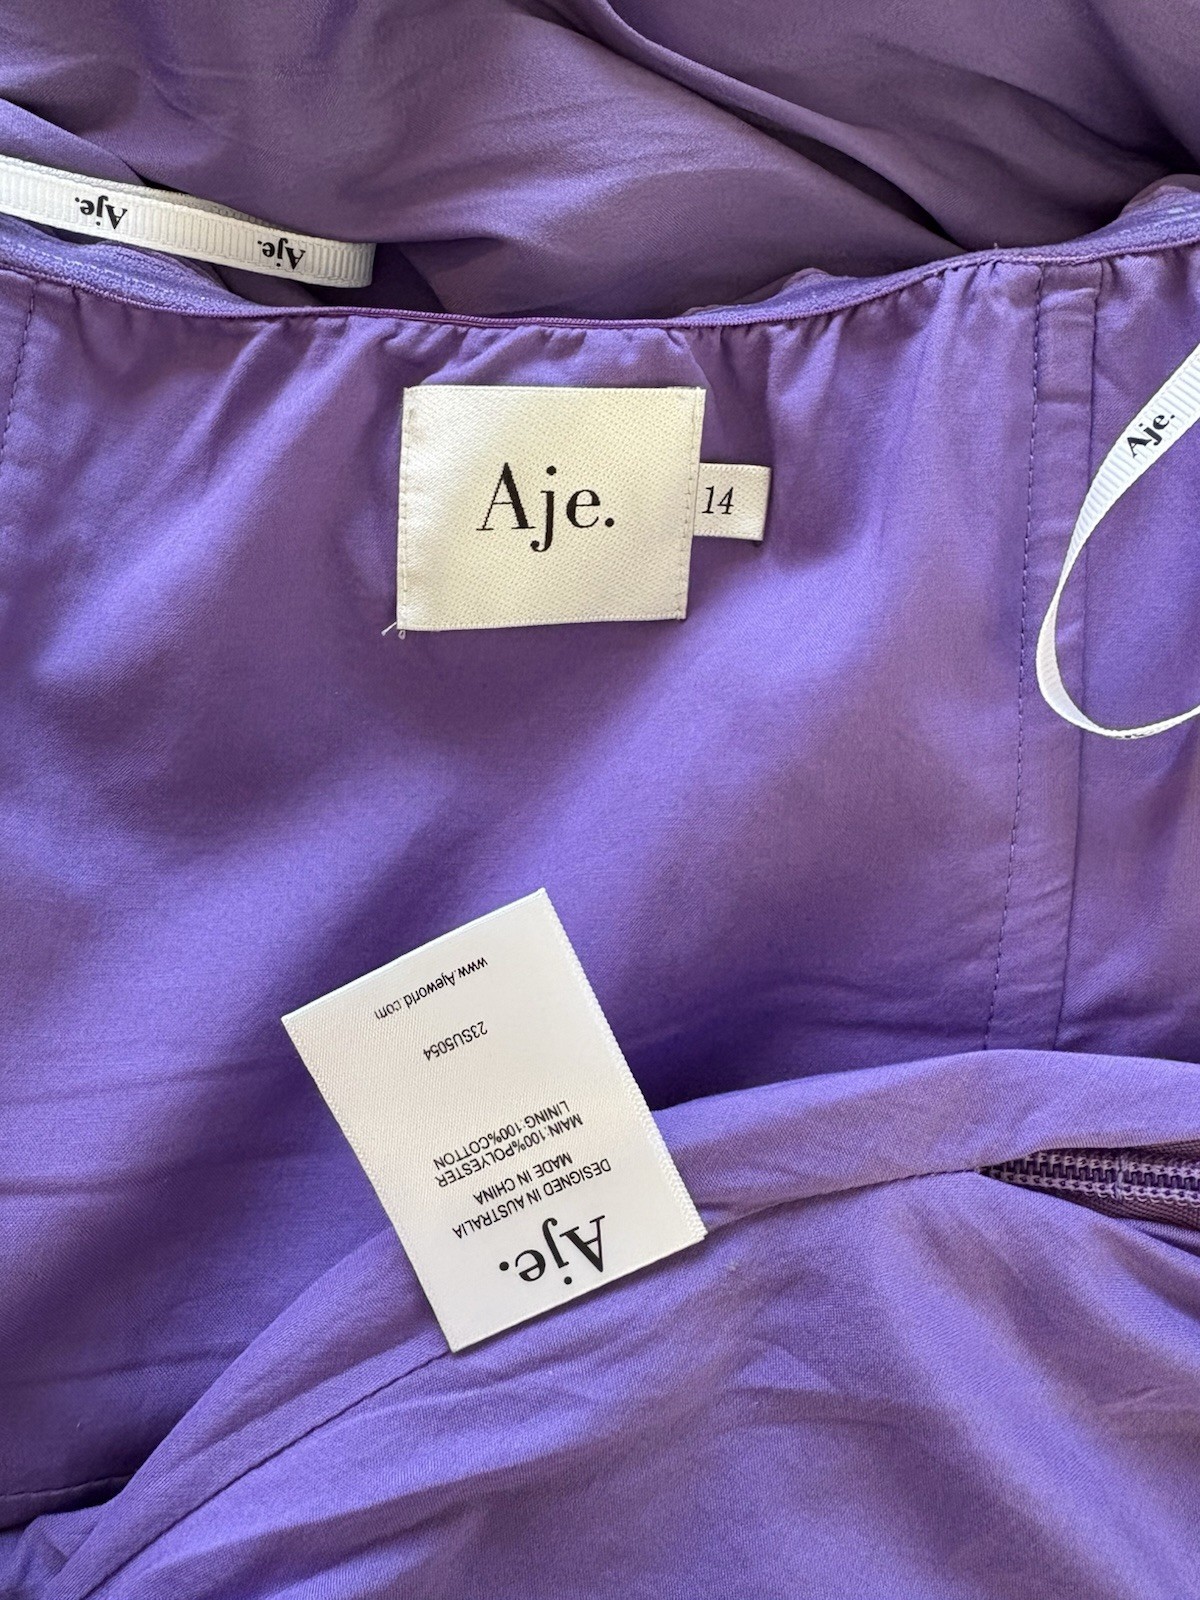 Aje.
Aje.
Aje.
Aje.
14
Aje.
DESIGNED IN AUSTRALIA
MADE IN CHINA
MAIN:100%POLYESTER
LINING:100%COTTON
23SU5054
www.Ajeworld.com